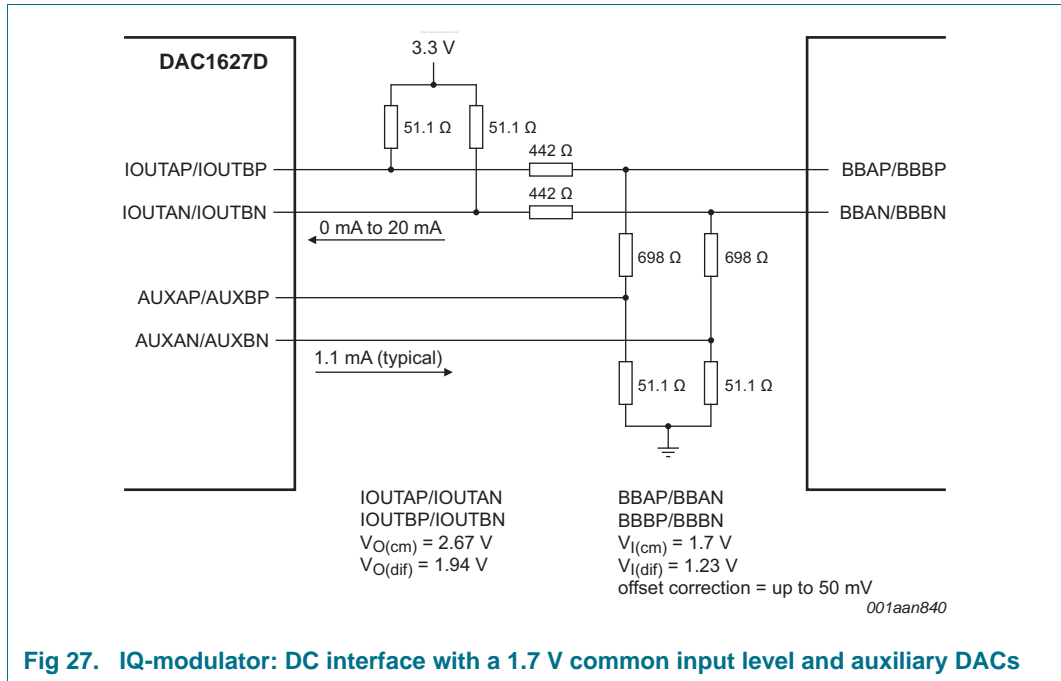 3.3 V
DAC1627D
51.1 Ω
51.1 Ω
442 Ω
IOUTAP/IOUTBP
BBAP/BBBP
442 Ω
IOUTAN/IOUTBN
BBAN/BBBN
0 mA to 20 mA
698 Ω
698 Ω
AUXAP/AUXBP
AUXAN/AUXBN
1.1 mA (typical)
51.1 Ω
51.1 Ω
IOUTAP/IOUTAN
IOUTBP/IOUTBN
VO(cm) = 2.67 V
VO(dif) = 1.94 V
BBAP/BBAN
BBBP/BBBN
VI(cm) = 1.7 V
VI(dif) = 1.23 V
offset correction = up to 50 mV
001aan840
Fig 27. IQ-modulator: DC interface with a 1.7 V common input level and auxiliary DACs